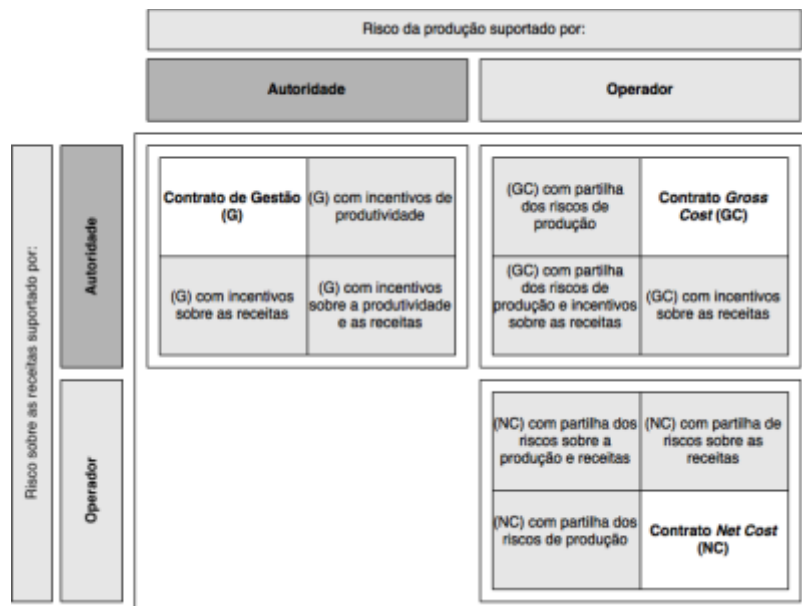 Risco da produção suportado por:
Autoridade
Operador
Risco sobre as receitas suportado por:
Autoridade
Contrato de Gestão
(G)
(G) com incentivos de
produtividade
(G) com incentivos
sobre as receitas
(G) com incentivos
sobre a produtividade
e as receitas
(GC) com partilha
dos riscos de
produção
Contrato Gross
Cost (GC)
(GC) com partilha
dos riscos de
produção e incentivos
sobre as receitas
(GC) com incentivos
sobre as receitas
Operador
(NC) com partilha dos
riscos sobre a
produção e receitas
(NC) com partilha de
riscos sobre as
receitas
(NC) com partilha dos
riscos de produção
Contrato Net Cost
(NC)